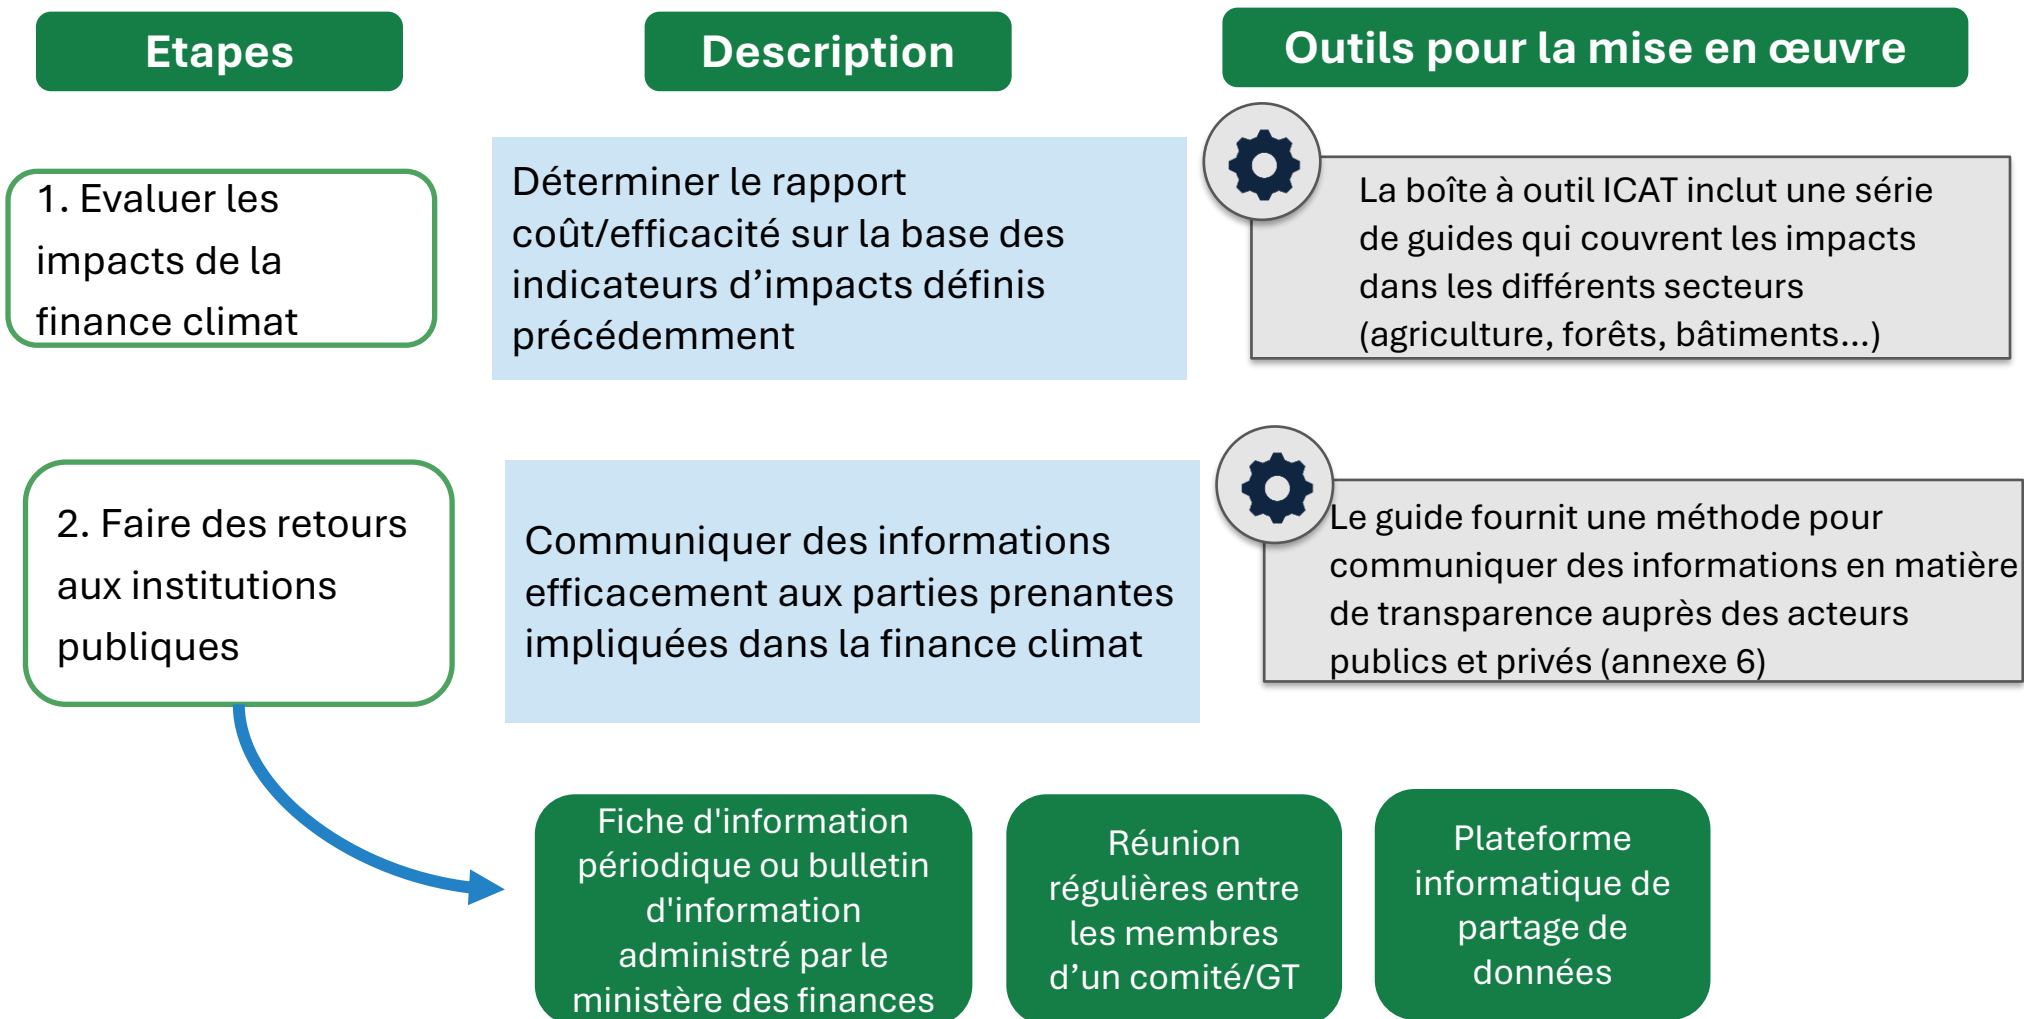 Etapes
Description
Outils pour la mise en œuvre
1. Evaluer les
impacts de la
finance climat
Déterminer le rapport
coût/efficacité sur la base des
indicateurs d’impacts définis
précédemment
La boîte à outil ICAT inclut une série
de guides qui couvrent les impacts
dans les différents secteurs
(agriculture, forêts, bâtiments...)
2. Faire des retours
aux institutions
publiques
Communiquer des informations
efficacement aux parties prenantes
impliquées dans la finance climat
Le guide fournit une méthode pour
communiquer des informations en matière
de transparence auprès des acteurs
publics et privés (annexe 6)
Fiche d'information
périodique ou bulletin
d'information
administré par le
ministère des finances
Réunion
régulières entre
les membres
d’un comité/GT
Plateforme
informatique de
partage de
données